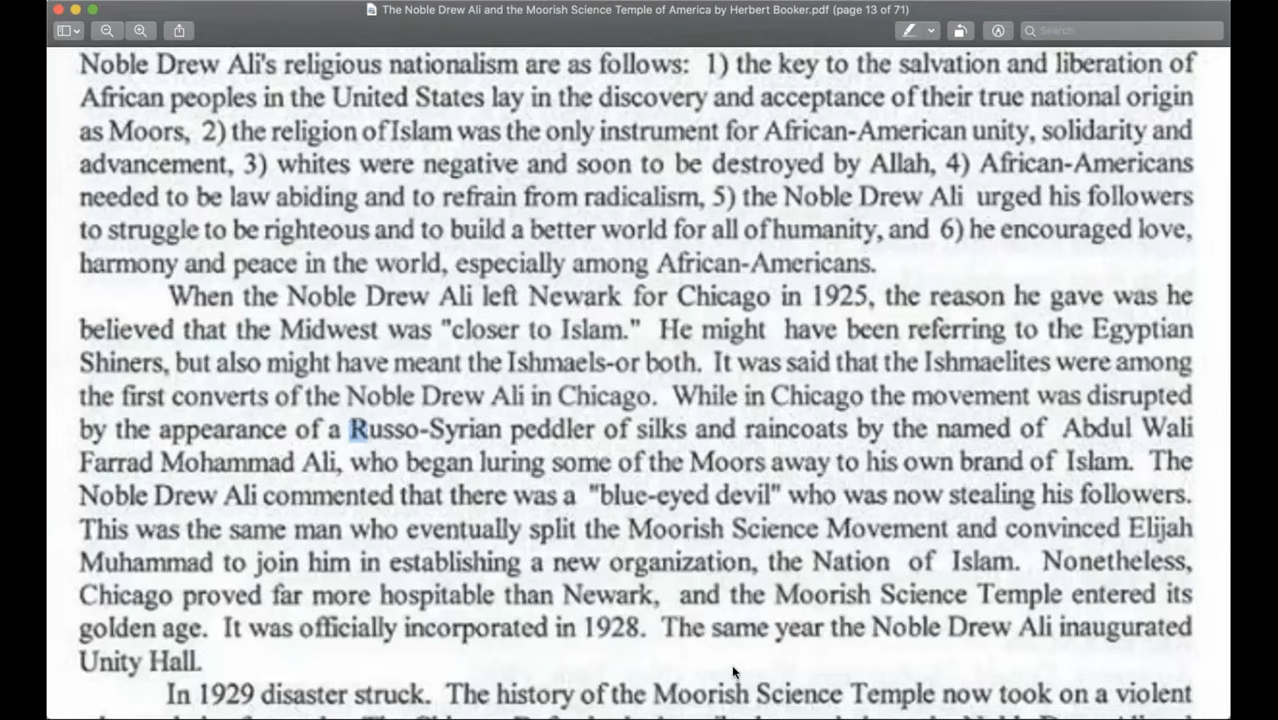 The Noble Drew Ali and the Moorish Science Temple of America by Herbert Booker.pdf (page 13 of 71)
Search
Noble Drew Ali's religious nationalism are as follows: 1) the key to the salvation and liberation of
African peoples in the United States lay in the discovery and acceptance of their true national origin
as Moors, 2) the religion of Islam was the only instrument for African-American unity, solidarity and
advancement, 3) whites were negative and soon to be destroyed by Allah, 4) African-Americans
needed to be law abiding and to refrain from radicalism, 5) the Noble Drew Ali urged his followers
to struggle to be righteous and to build a better world for all of humanity, and 6) he encouraged love,
harmony and peace in the world, especially among African-Americans.
When the Noble Drew Ali left Newark for Chicago in 1925, the reason he gave was he
believed that the Midwest was "closer to Islam." He might have been referring to the Egyptian
Shiners, but also might have meant the Ishmaels-or both. It was said that the Ishmaelites were among
the first converts of the Noble Drew Ali in Chicago. While in Chicago the movement was disrupted
by the appearance of a Russo-Syrian peddler of silks and raincoats by the named of Abdul Wali
Farrad Mohammad Ali, who began luring some of the Moors away to his own brand of Islam. The
Noble Drew Ali commented that there was a "blue-eyed devil" who was now stealing his followers.
This was the same man who eventually split the Moorish Science Movement and convinced Elijah
Muhammad to join him in establishing a new organization, the Nation of Islam. Nonetheless,
Chicago proved far more hospitable than Newark, and the Moorish Science Temple entered its
golden age. It was officially incorporated in 1928. The same year the Noble Drew Ali inaugurated
Unity Hall.
In 1929 disaster struck. The history of the Moorish Science Temple now took on a violent